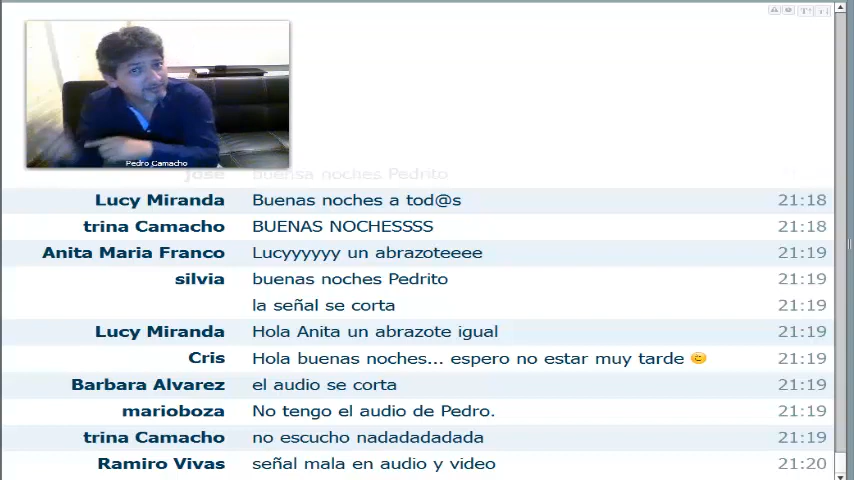 Pedro Camacho
jose buensa noches Pedrito
Lucy Miranda Buenas noches a tod@s 21:18
trina Camacho BUENAS NOCHESSSS 21:18
Anita Maria Franco Lucyyyyyy un abrazoteeee 21:19
silvia buenas noches Pedrito 21:19
la señal se corta 21:19
Lucy Miranda Hola Anita un abrazote igual 21:19
Cris Hola buenas noches... espero no estar muy tarde 21:19
Barbara Alvarez el audio se corta 21:19
marioboza No tengo el audio de Pedro. 21:19
trina Camacho no escucho nadadadadada 21:19
Ramiro Vivas señal mala en audio y video 21:20